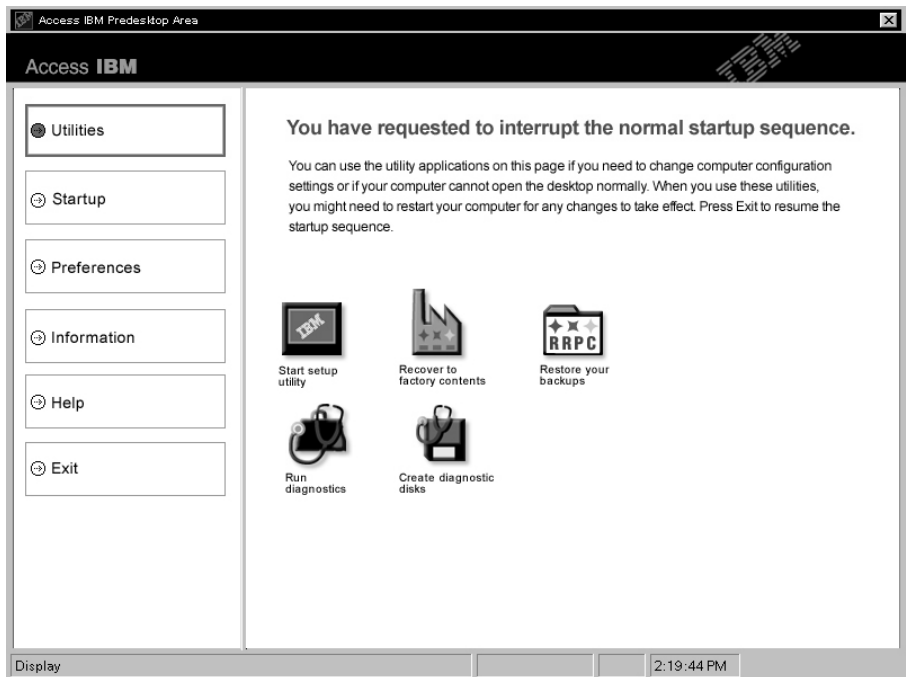 Access IBM Predesktop Area
Access IBM
IBM
Utilities
Startup
Preferences
Information
Help
Exit
You have requested to interrupt the normal startup sequence.
You can use the utility applications on this page if you need to change computer configuration
settings or if your computer cannot open the desktop normally. When you use these utilities,
you might need to restart your computer for any changes to take effect. Press Exit to resume the
startup sequence.
IBM
Start setup
utility
Recover to
factory contents
RRPC
Restore your
backups
Run
diagnostics
Create diagnostic
disks
Display
2:19:44 PM